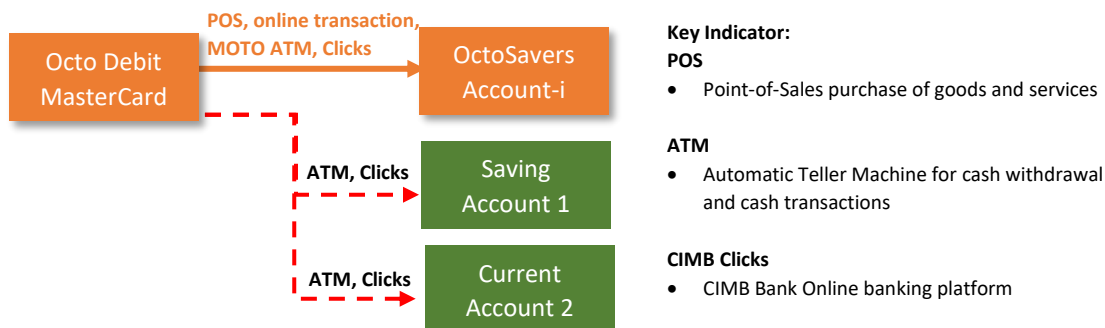 POS, online transaction,
MOTO ATM, Clicks
Octo Debit
MasterCard
OctoSavers
Account-i
ATM, Clicks
Saving
Account 1
ATM, Clicks
Current
Account 2
Key Indicator:
POS
• Point-of-Sales purchase of goods and services
ATM
• Automatic Teller Machine for cash withdrawal
and cash transactions
CIMB Clicks
• CIMB Bank Online banking platform